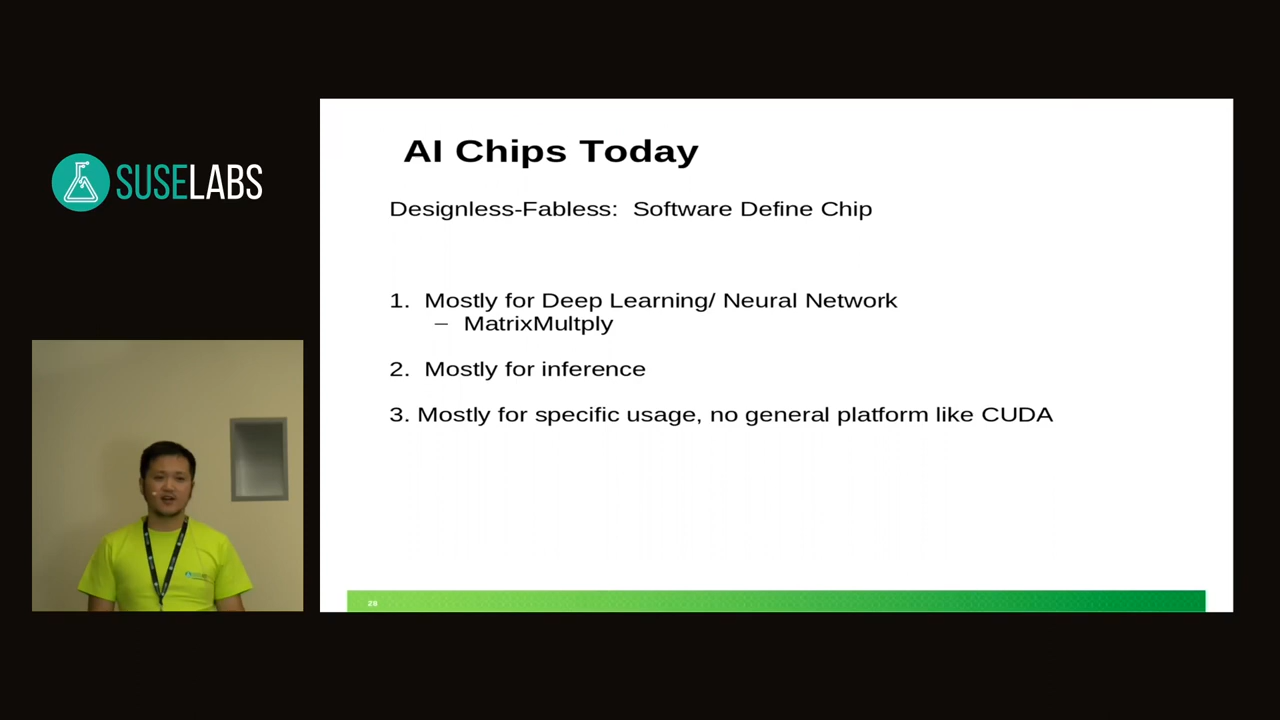 SUSELABS
AI Chips Today
Designless-Fabless: Software Define Chip
1. Mostly for Deep Learning/ Neural Network
– MatrixMultply
2. Mostly for inference
3. Mostly for specific usage, no general platform like CUDA
28